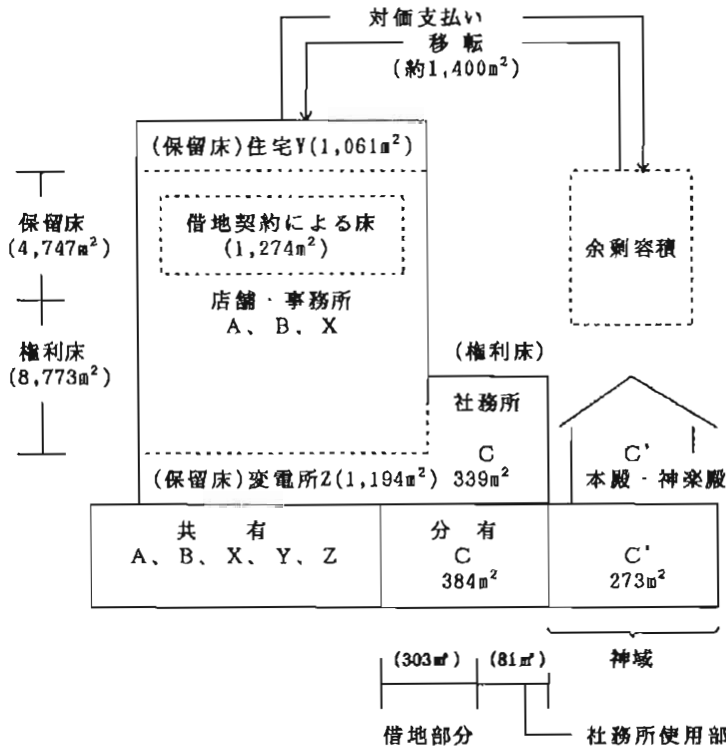 対価支払い
移転
(約1,400m²)
(保留床)住宅Y(1,061m²)
保留床
(4,747m²)
借地契約による床
(1,274m²)
余剰容積
店舗・事務所
A、B、X
権利床
(8,773m²)
(権利床)
社務所
C
339m²
C'
本殿・神楽殿
(保留床)変電所Z(1,194m²)
共有
A、B、X、Y、Z
分有
C
384m²
C'
273m²
(303㎡)
(81㎡)
神域
借地部分
社務所使用部